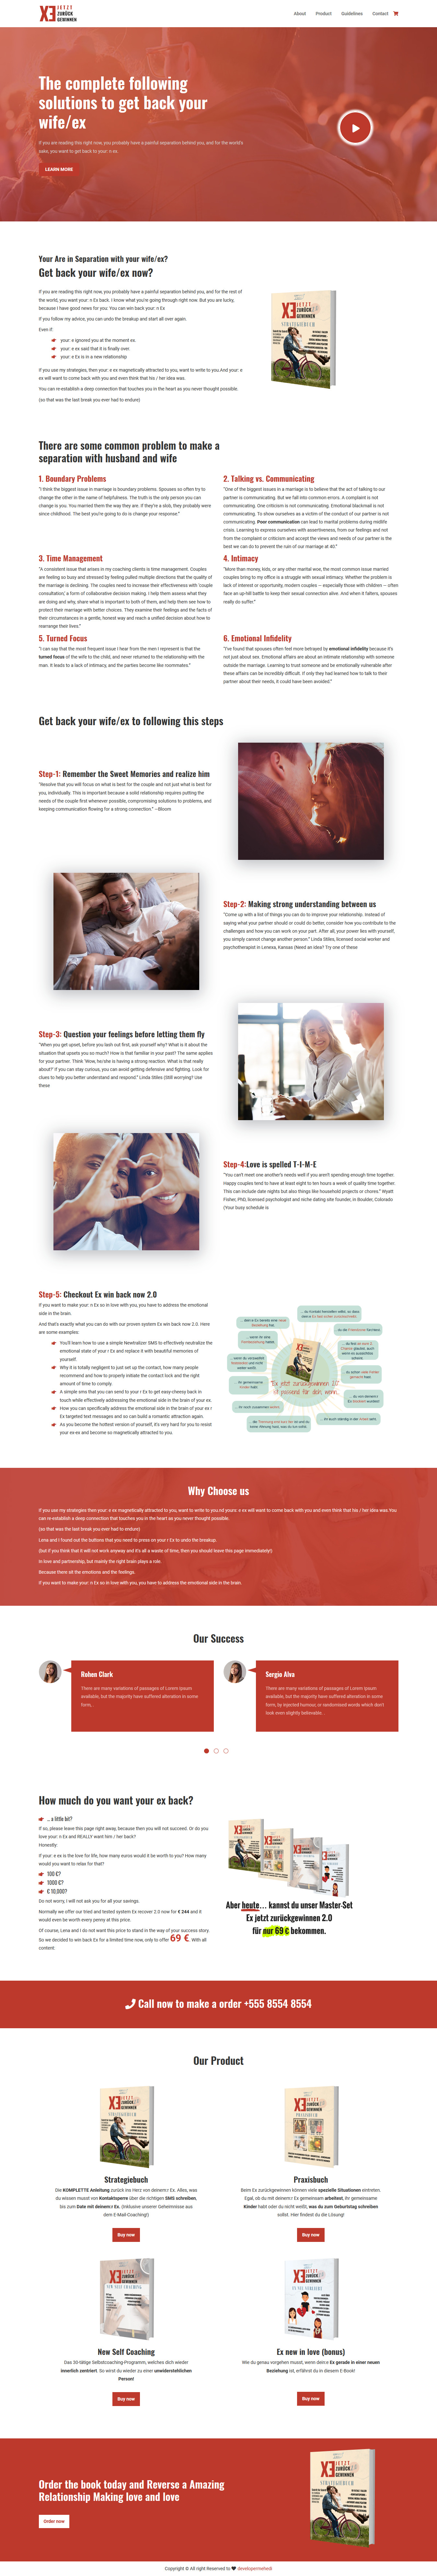 EX JETZT
ZURÜCK
GEWINNEN
About Product Guidelines Contact
The complete following
solutions to get back your
wife/ex
If you are reading this right now, you probably have a painful separation behind you, and for the world's
sake, you want to get back to your: n ex.
LEARN MORE
Your Are in Separation with your wife/ex?
Get back your wife/ex now?
If you are reading this right now, you probably have a painful separation behind you, and for the rest of
the world, you want your: n Ex back. I know what you're going through right now. But you are lucky,
because I have good news for you: You can win back your: n Ex
If you follow my advice, you can undo the breakup and start all over again:
Even if
your: e ignored you at the moment ex.
your: e ex said that it is finally over.
your: e Ex is in a new relationship
If you use my strategies, then your: e ex magnetically attracted to you, want to write to you.And your: e
ex will want to come back with you and even think that his / her idea was.
You can re-establish a deep connection that touches you in the heart as you never thought possible.
(so that was the last break you ever had to endure)
EX JETZT
ZURÜCK
GEWINNEN
STRATEGIEBUCH
There are some common problem to make a
separation with husband and wife
1. Boundary Problems
"I think the biggest issue in marriage is boundary problems. Spouses so often try to
change the other in the name of helpfulness. The truth is the only person you can
change is you. You married them the way they are. If they're a slob, they probably were
since childhood. The best you're going to do is change your response."
2. Talking vs. Communicating
"One of the biggest issues in a marriage is to believe that the act of talking to our
partner is communicating. But we fall into common errors. A complaint is not
communicating. One criticism is not communicating. Emotional blackmail is not
communicating. To show ourselves as a victim of the conduct of our partner is not
communicating. Poor communication can lead to marital problems during midlife
crisis. Learning to express ourselves with assertiveness, from our feelings and not
from the complaint or criticism and accept the views and needs of our partner is the
best we can do to prevent the ruin of our marriage at 40."
3. Time Management
"A consistent issue that arises in my coaching clients is time management. Couples
are feeling so busy and stressed by feeling pulled multiple directions that the quality of
the marriage is declining. The couples need to increase their effectiveness with 'couple
consultation,' a form of collaborative decision making. I help them assess what they
are doing and why, share what is important to both of them, and help them see how to
protect their marriage with better choices. They examine their feelings and the facts of
their circumstances in a gentle, honest way and reach a unified decision about how to
rearrange their lives."
4. Intimacy
"More than money, kids, or any other marital woe, the most common issue married
couples bring to my office is a struggle with sexual intimacy. Whether the problem is
lack of interest or opportunity, modern couples — especially those with children — often
face an up-hill battle to keep their sexual connection alive. And when it falters, spouses
really do suffer."
5. Turned Focus
"I can say that the most frequent issue I hear from the men I represent is that the
turned focus of the wife to the child, and never returned to the relationship with the
man. It leads to a lack of intimacy, and the parties become like roommates."
6. Emotional Infidelity
"I've found that spouses often feel more betrayed by emotional infidelity because it's
not just about sex. Emotional affairs are about an intimate relationship with someone
outside the marriage. Learning to trust someone and be emotionally vulnerable after
these affairs can be incredibly difficult. If only they had learned how to talk to their
partner about their needs, it could have been avoided."
Get back your wife/ex to following this steps
Step-1: Remember the Sweet Memories and realize him
"Resolve that you will focus on what is best for the couple and not just what is best for
you, individually. This is important because a solid relationship requires putting the
needs of the couple first whenever possible, compromising solutions to problems, and
keeping communication flowing for a strong connection." —Bloom
Step-2: Making strong understanding between us
"Come up with a list of things you can do to improve your relationship. Instead of
saying what your partner should or could do better, consider how you contribute to the
challenges and how you can work on your part. After all, your power lies with yourself,
you simply cannot change another person." Linda Stiles, licensed social worker and
psychotherapist in Lenexa, Kansas (Need an idea? Try one of these
Step-3: Question your feelings before letting them fly
"When you get upset, before you lash out first, ask yourself why? What is it about the
situation that upsets you so much? How is that familiar in your past? The same applies
for your partner. Think 'Wow, he/she is having a strong reaction. What is that really
about?' If you can stay curious, you can avoid getting defensive and fighting. Look for
clues to help you better understand and respond." Linda Stiles (Still worrying? Use
these
Step-4:Love is spelled T-I-M-E
"You can't meet one another's needs well if you aren't spending enough time together.
Happy couples tend to have at least eight to ten hours a week of quality time together.
This can include date nights but also things like household projects or chores." Wyatt
Fisher, PhD, licensed psychologist and niche dating site founder, in Boulder, Colorado
(Your busy schedule is
Step-5: Checkout Ex win back now 2.0
If you want to make your: n Ex so in love with you, you have to address the emotional
side in the brain.
And that's exactly what you can do with our proven system Ex win back now 2.0. Here
are some examples:
You'll learn how to use a simple Newtralizer SMS to effectively neutralize the
emotional state of your r Ex and replace it with beautiful dream moments of
yourself.
Why it is totally negligent to just set up the contact, how many people
recommend and how to properly initiate the contact lock and the right
amount of time to comply.
A simple sms that you can send to your r Ex to get easy-cheesy back in
touch while effectively addressing the emotional side in the brain of your ex.
How you can specifically address the emotional side in the brain of your ex r
Ex targeted text messages and so can build a romantic attraction again.
As you become the hottest version of yourself, it's very hard for you to resist
your ex-ex and become so magnetically attracted to you.
"Ex jetzt zurückgewinnen 2.0"
ist passend für dich, wenn...
Why Choose us
If you use my strategies then your: e ex magnetically attracted to you, want to write to you.nd yours: e ex will want to come back with you and even think that his / her idea was.You
can re-establish a deep connection that touches you in the heart as you never thought possible.
(so that was the last break you ever had to endure)
Lena and I found out the buttons that you need to press on your r Ex to undo the breakup.
(but if you think that it will not work anyway and it's all a waste of time, then you should leave this page immediately!)
In love and partnership, but mainly the right brain plays a role.
Because there sit the emotions and the feelings.
If you want to make your: n Ex so in love with you, you have to address the emotional side in the brain.
Our Success
Rohen Clark
There are many variations of passages of Lorem Ipsum
available, but the majority have suffered alteration in some
form,..
Sergio Alva
There are many variations of passages of Lorem Ipsum
available, but the majority have suffered alteration in some
form, by injected humour, or randomised words which don't
look even slightly believable...
How much do you want your ex back?
... a little bit?
If so, please leave this page right away, because then you will not succeed. Or do you
love your: n Ex and REALLY want him / her back?
Honestly.
If your: e ex is the love for life, how many euros would it be worth to you? How many
would you want to relax for that?
100 €?
1000 €?
€ 10,000?
Do not worry, I will not ask you for all your savings.
Normally we offer our tried and tested system Ex recover 2.0 now for € 244 and it
would even be worth every penny at this price.
Of course, Lena and I do not want this price to stand in the way of your success story.
So we decided to win back Ex for a limited time now, only to offer 69 €. With all
content.
Aber heute... kannst du unser Master-Set
Ex jetzt zurückgewinnen 2.0
für nur 69 € bekommen.
Call now to make a order +555 8554 8554
Our Product
EX JETZT
ZURÜCK
GEWINNEN
STRATEGIEBUCH
Strategiebuch
Die KOMPLETTE Anleitung zurück ins Herz von deinem:r Ex. Alles, was
du wissen musst von Kontaktsperre über die richtigen SMS schreiben,
bis zum Date mit deinem:r Ex. (Inklusive unserer Geheimnisse aus
dem E-Mail Coaching!)
Buy now
EX JETZT
ZURÜCK
GEWINNEN
PRAXISBUCH
Praxisbuch
Beim Ex zurückgewinnen können viele spezielle Situationen eintreten.
Egal, ob du mit deinem:r Ex gemeinsam arbeitest, ihr gemeinsame
Kinder habt oder du nicht weißt, was du zum Geburtstag schreiben
sollst. Hier findest du die Lösung!
Buy now
EX JETZT
ZURÜCK
GEWINNEN
NEW SELF COACHING
New Self Coaching
Das 30-tätige Selbstcoaching-Programm, welches dich wieder
innerlich zentriert. So wirst du wieder zu einer unwiderstehlichen
Person!
Buy now
EX JETZT
ZURÜCK
GEWINNEN
EX NEU VERLIEBT
Ex new in love (bonus)
Wie du genau vorgehen musst, wenn dein:e Ex gerade in einer neuen
Beziehung ist, erfährst du in diesem E-Book!
Buy now
Order the book today and Reverse a Amazing
Relationship Making love and love
Order now
EX JETZT
ZURÜCK
GEWINNEN
STRATEGIEBUCH
Copyright © All right Reserved to developermehedi